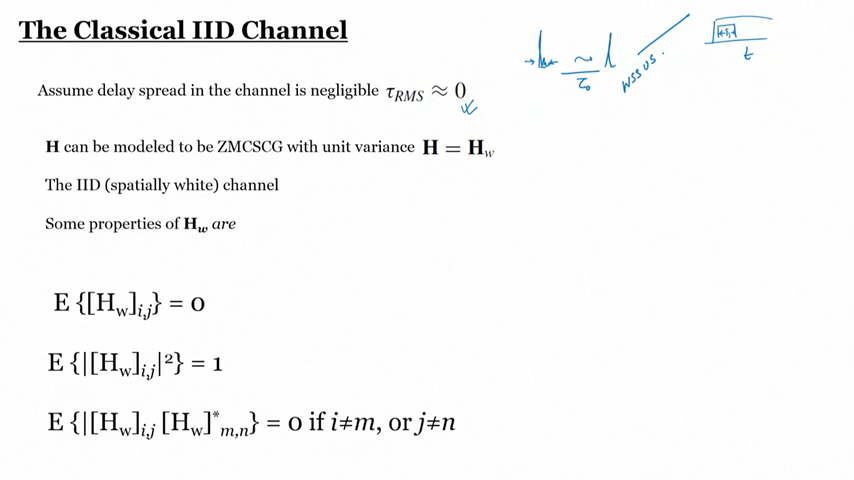 The Classical IID Channel
Assume delay spread in the channel is negligible τ_RMS ≈ 0
H can be modeled to be ZMCSCG with unit variance H = H_w
The IID (spatially white) channel
Some properties of H_w are
E {[H_w]_i,j} = 0
E {|[H_w]_i,j|²} = 1
E {|[H_w]_i,j [H_w]*_m,n} = 0 if i≠m, or j≠n
WSSUS.
t